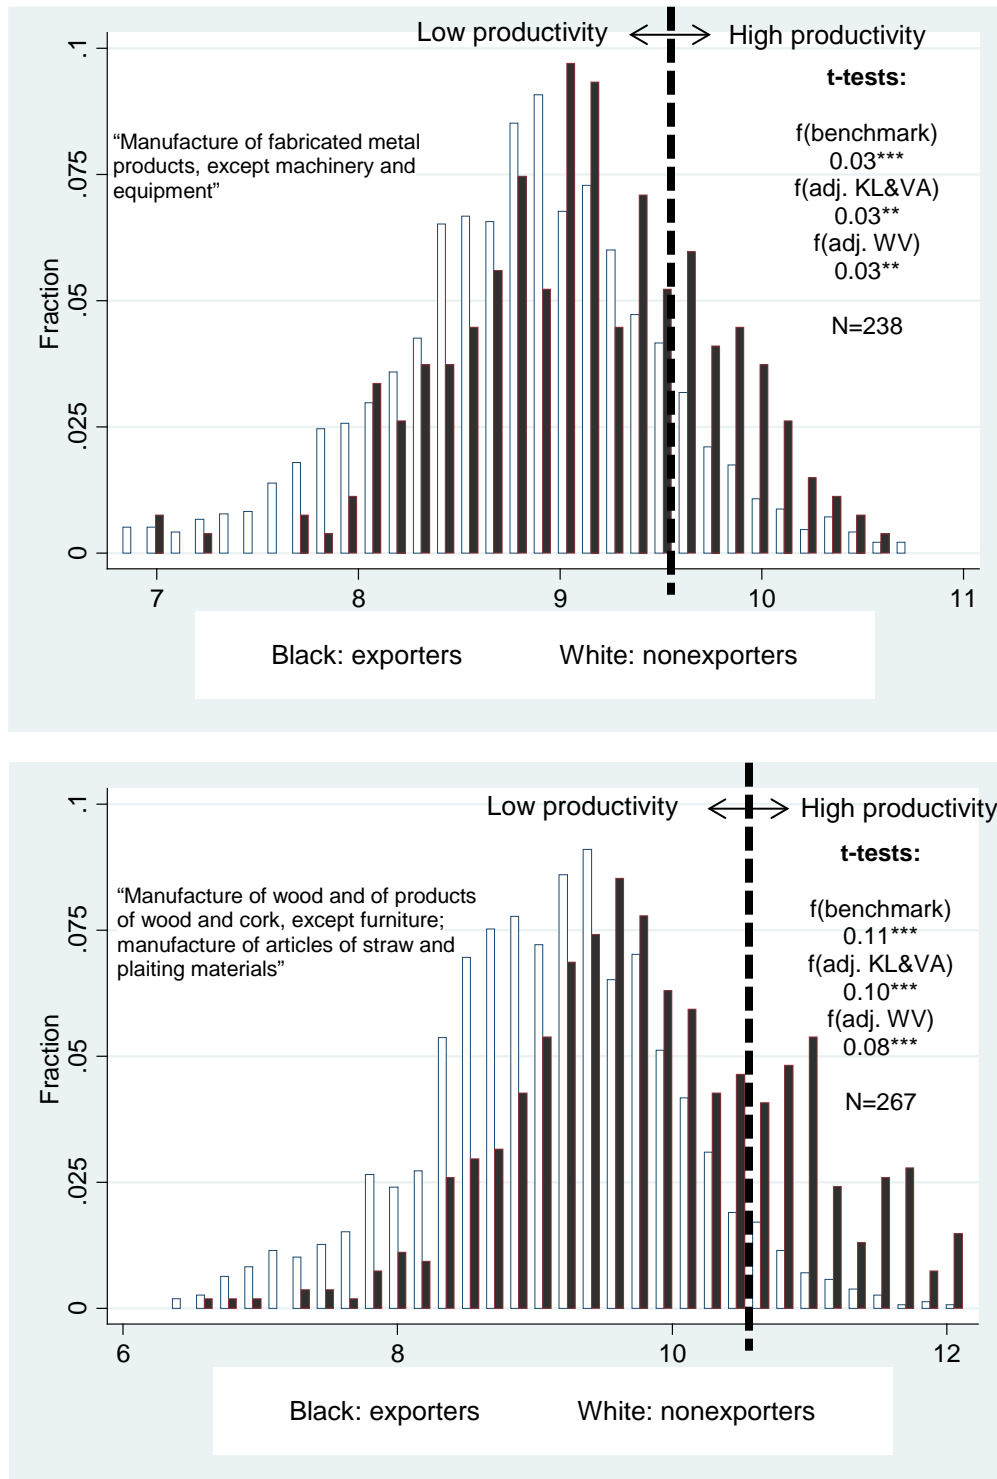 Low productivity
High productivity
t-tests:
“Manufacture of fabricated metal
products, except machinery and
equipment”
f(benchmark)
0.03***
f(adj. KL&VA)
0.03**
f(adj. WV)
0.03**
N=238
Fraction
.1
.075
.05
.025
0
7
8
9
10
11
Black: exporters
White: nonexporters
Low productivity
High productivity
t-tests:
“Manufacture of wood and of products
of wood and cork, except furniture;
manufacture of articles of straw and
plaiting materials”
f(benchmark)
0.11***
f(adj. KL&VA)
0.10***
f(adj. WV)
0.08***
N=267
Fraction
.1
.075
.05
.025
0
6
8
10
12
Black: exporters
White: nonexporters